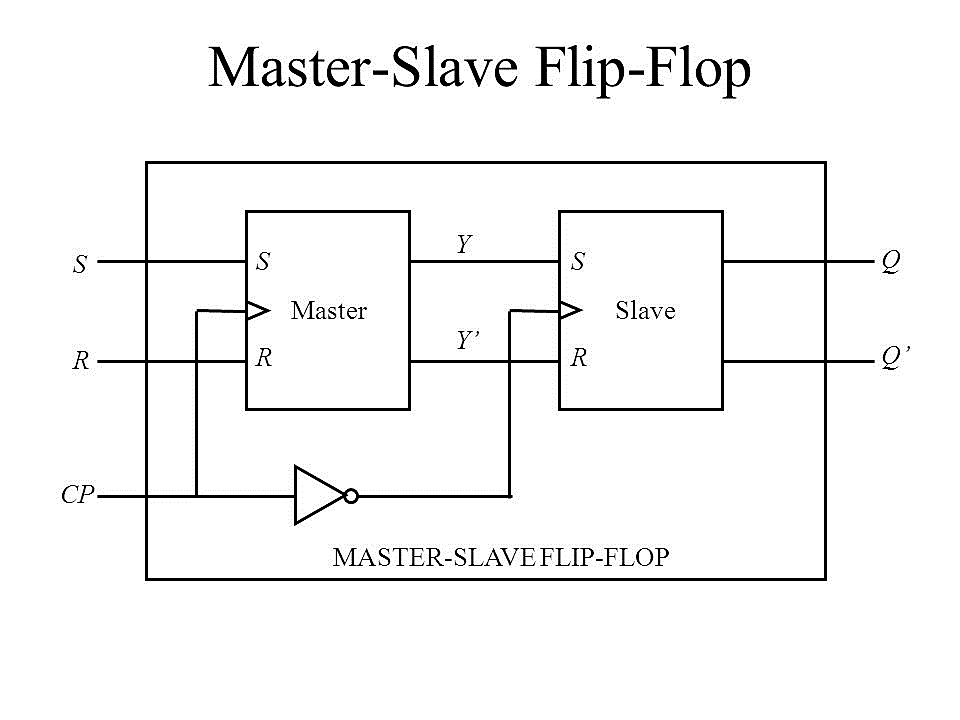 Master-Slave Flip-Flop
S
S
Y
S
Q
Master
Slave
R
R
Y’
R
Q’
CP
MASTER-SLAVE FLIP-FLOP